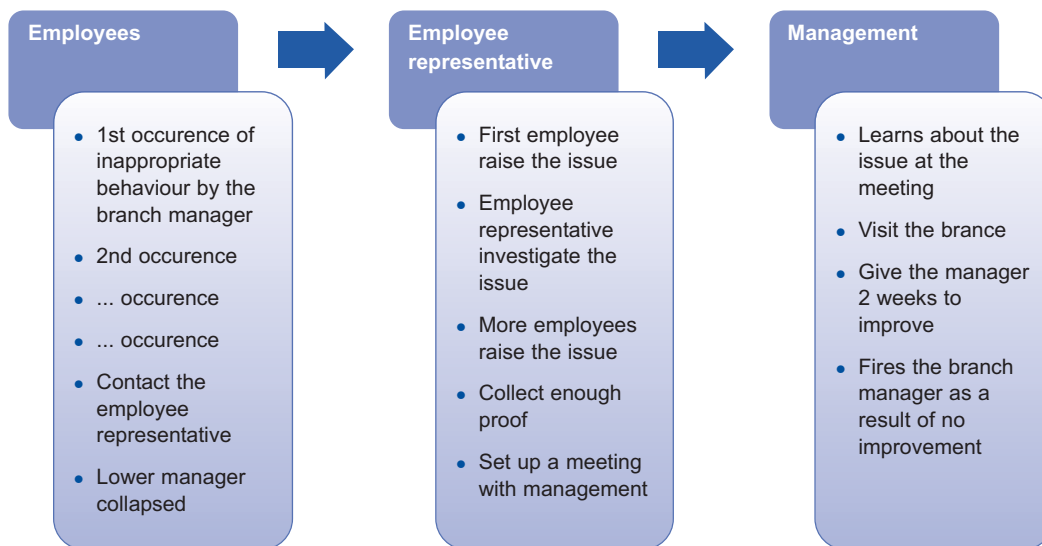 Employees
• 1st occurence of
inappropriate
behaviour by the
branch manager
• 2nd occurence
• ... occurence
• ... occurence
• Contact the
employee
representative
• Lower manager
collapsed
Employee
representative
• First employee
raise the issue
• Employee
representative
investigate the
issue
• More employees
raise the issue
• Collect enough
proof
• Set up a meeting
with management
Management
• Learns about the
issue at the
meeting
• Visit the brance
• Give the manager
2 weeks to
improve
• Fires the branch
manager as a
result of no
improvement